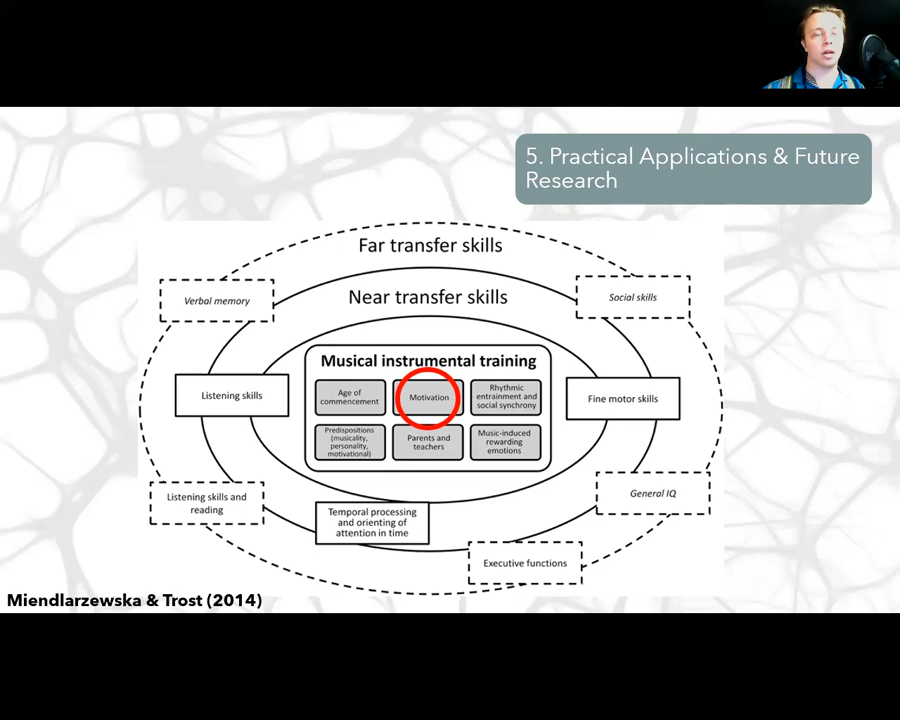 5. Practical Applications & Future
Research
Far transfer skills
Near transfer skills
Verbal memory
Social skills
Musical instrumental training
Age of
commencement
Motivation
Rhythmic
entrainment and
social synchrony
Listening skills
Fine motor skills
Predispositions
(musicality,
personality,
motivational)
Parents and
teachers
Music-induced
rewarding
emotions
Listening skills and
reading
General IQ
Temporal processing
and orienting of
attention in time
Executive functions
Miendlarzewska & Trost (2014)